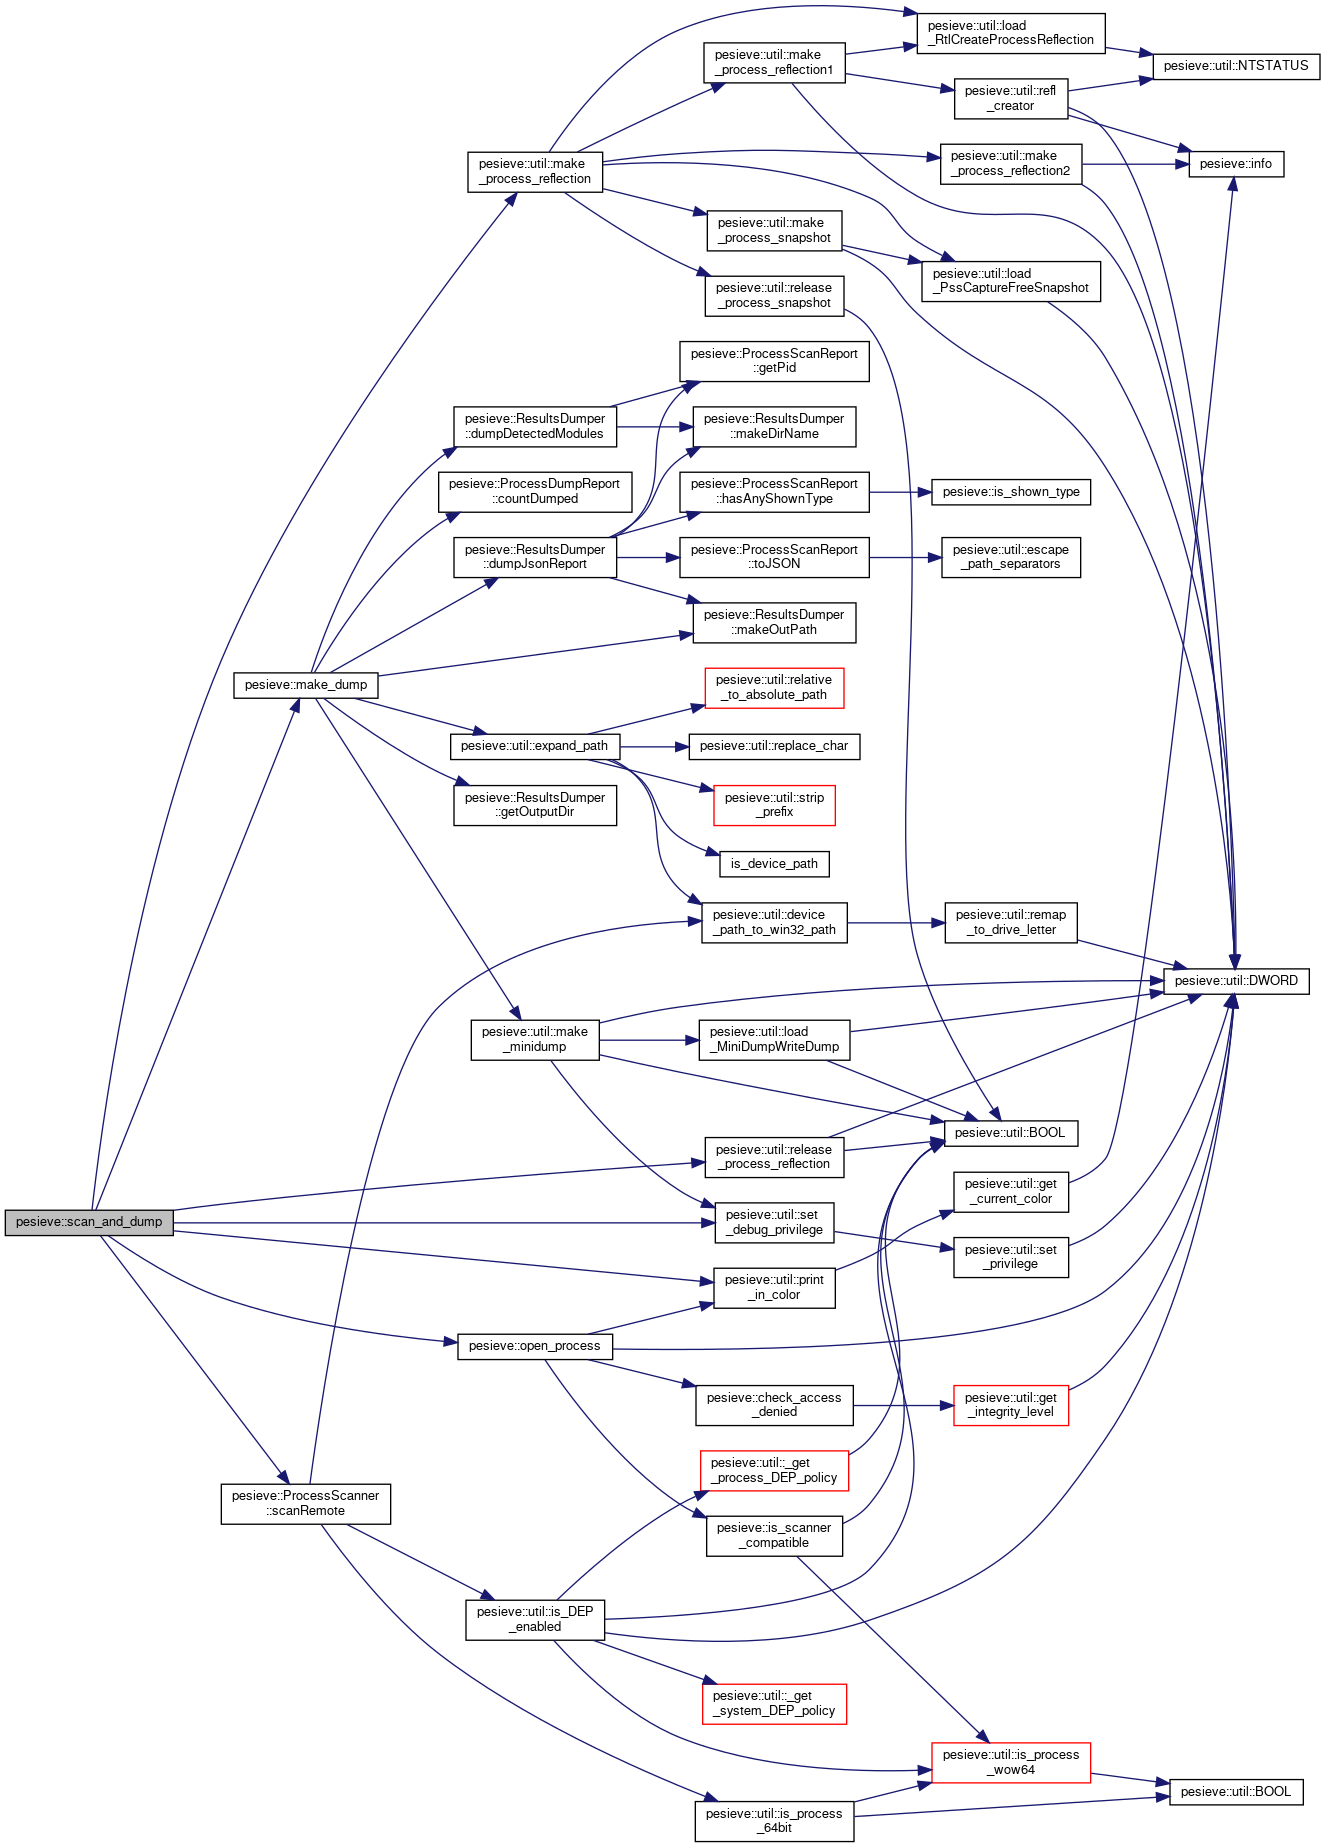 pesieve::util::load
_RtlCreateProcessReflection
pesieve::util::make
_process_reflection1
pesieve::util::NTSTATUS
pesieve::util::refl
_creator
pesieve::util::make
_process_reflection
pesieve::util::make
_process_reflection2
pesieve::info
pesieve::util::make
_process_snapshot
pesieve::util::load
_PssCaptureFreeSnapshot
pesieve::util::release
_process_snapshot
pesieve::ProcessScanReport
::getPid
pesieve::ResultsDumper
::dumpDetectedModules
pesieve::ResultsDumper
::makeDirName
pesieve::ProcessDumpReport
::countDumped
pesieve::ProcessScanReport
::hasAnyShownType
pesieve::is_shown_type
pesieve::ResultsDumper
::dumpJsonReport
pesieve::ProcessScanReport
::toJSON
pesieve::util::escape
_path_separators
pesieve::ResultsDumper
::makeOutPath
pesieve::make_dump
pesieve::util::relative
_to_absolute_path
pesieve::util::expand_path
pesieve::util::replace_char
pesieve::ResultsDumper
::getOutputDir
pesieve::util::strip
_prefix
is_device_path
pesieve::util::device
_path_to_win32_path
pesieve::util::remap
_to_drive_letter
pesieve::util::DWORD
pesieve::util::make
_minidump
pesieve::util::load
_MiniDumpWriteDump
pesieve::util::BOOL
pesieve::util::release
_process_reflection
pesieve::util::get
_current_color
pesieve::scan_and_dump
pesieve::util::set
_debug_privilege
pesieve::util::set
_privilege
pesieve::util::print
_in_color
pesieve::open_process
pesieve::check_access
_denied
pesieve::util::get
_integrity_level
pesieve::util::_get
_process_DEP_policy
pesieve::ProcessScanner
::scanRemote
pesieve::is_scanner
_compatible
pesieve::util::is_DEP
_enabled
pesieve::util::_get
_system_DEP_policy
pesieve::util::is_process
_wow64
pesieve::util::BOOL
pesieve::util::is_process
_64bit